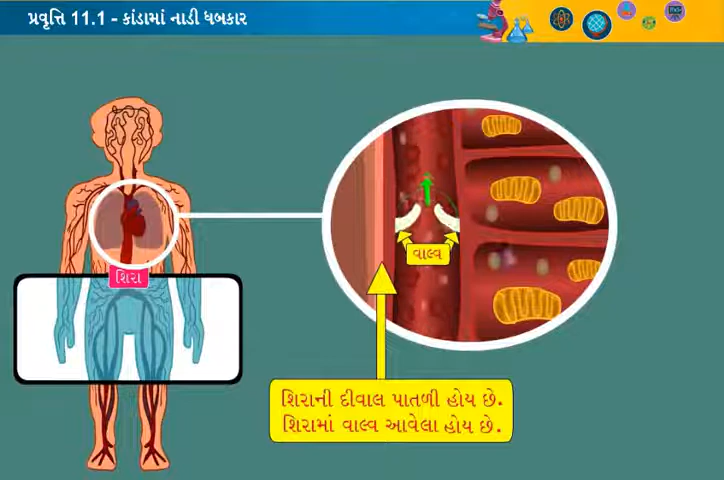 પ્રવૃત્તિ 11.1 - કાંડામાં નાડી ધબકાર
વાલ્વ
શિરા
શિરાની દીવાલ પાતળી હોય છે.
શિરામાં વાલ્વ આવેલા હોય છે.